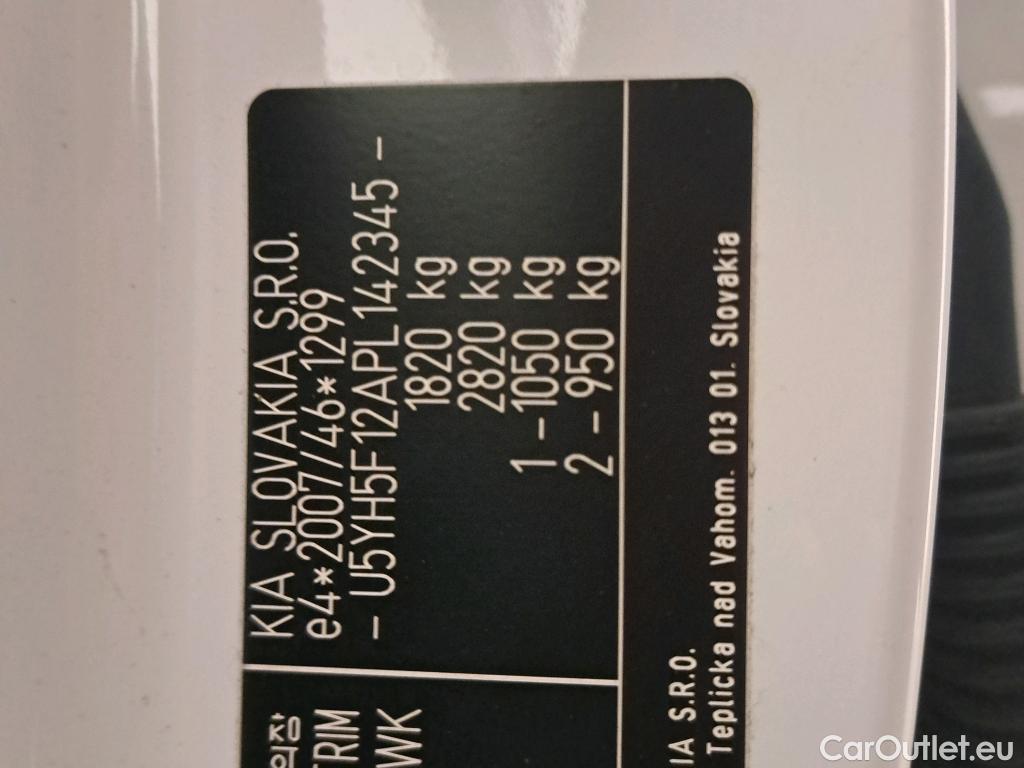 KIA SLOVAKIA S.R.O.
e4*2007/46*1299
- U5YH5F12APL142345 -
1820 kg
2820 kg
1 - 1050 kg
2 - 950 kg
TRIM
WK
IA S.R.O.
Teplicka nad Vahom. 013 01. Slovakia
CarOutlet.eu